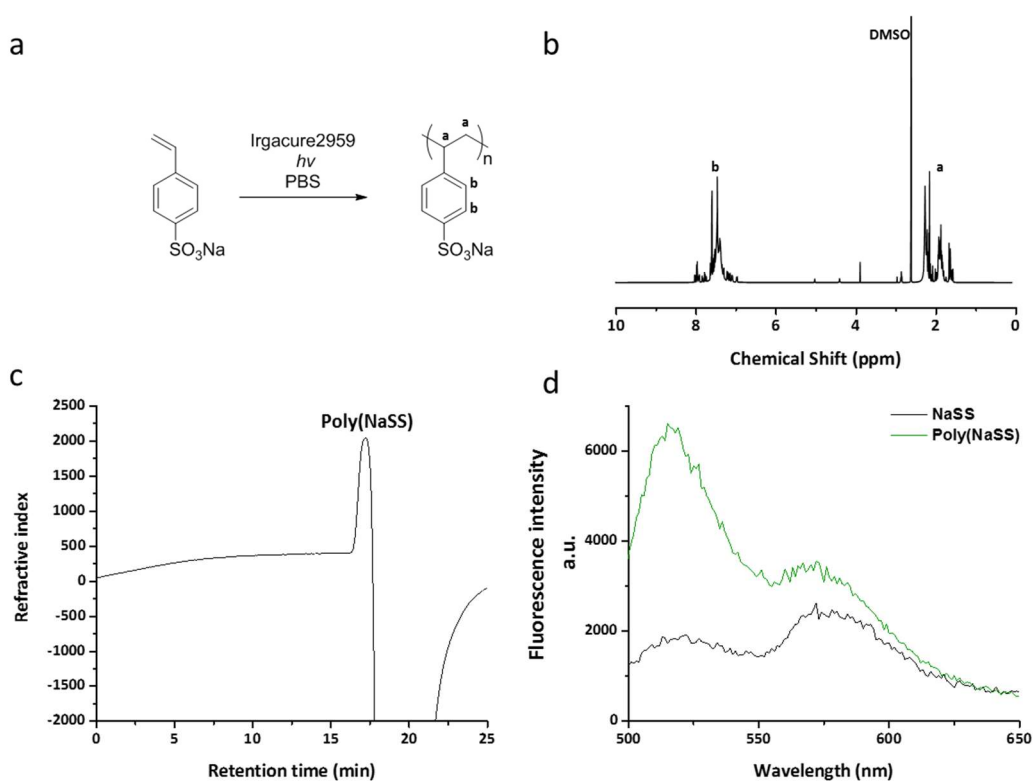 a
Irgacure2959
hv
PBS
a
a
n
b
b
SO3Na
SO3Na
b
DMSO
b
a
10
8
6
4
2
0
Chemical Shift (ppm)
c
2500
2000
1500
1000
500
0
-500
-1000
-1500
-2000
Refractive index
Poly(NaSS)
0
5
10
15
20
25
Retention time (min)
d
NaSS
Poly(NaSS)
6000
4000
2000
0
Fluorescence intensity
a.u.
500
550
600
650
Wavelength (nm)